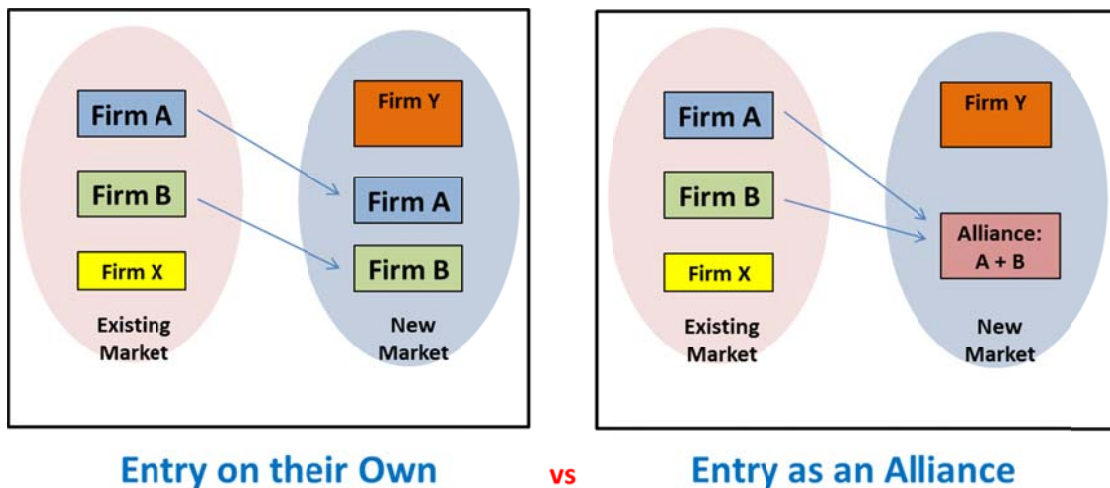 Firm A
Firm B
Firm X
Existing
Market
Firm Y
Firm A
Firm B
New
Market
Firm A
Firm B
Firm X
Existing
Market
Firm Y
Alliance:
A + B
New
Market
Entry on their Own
vs
Entry as an Alliance